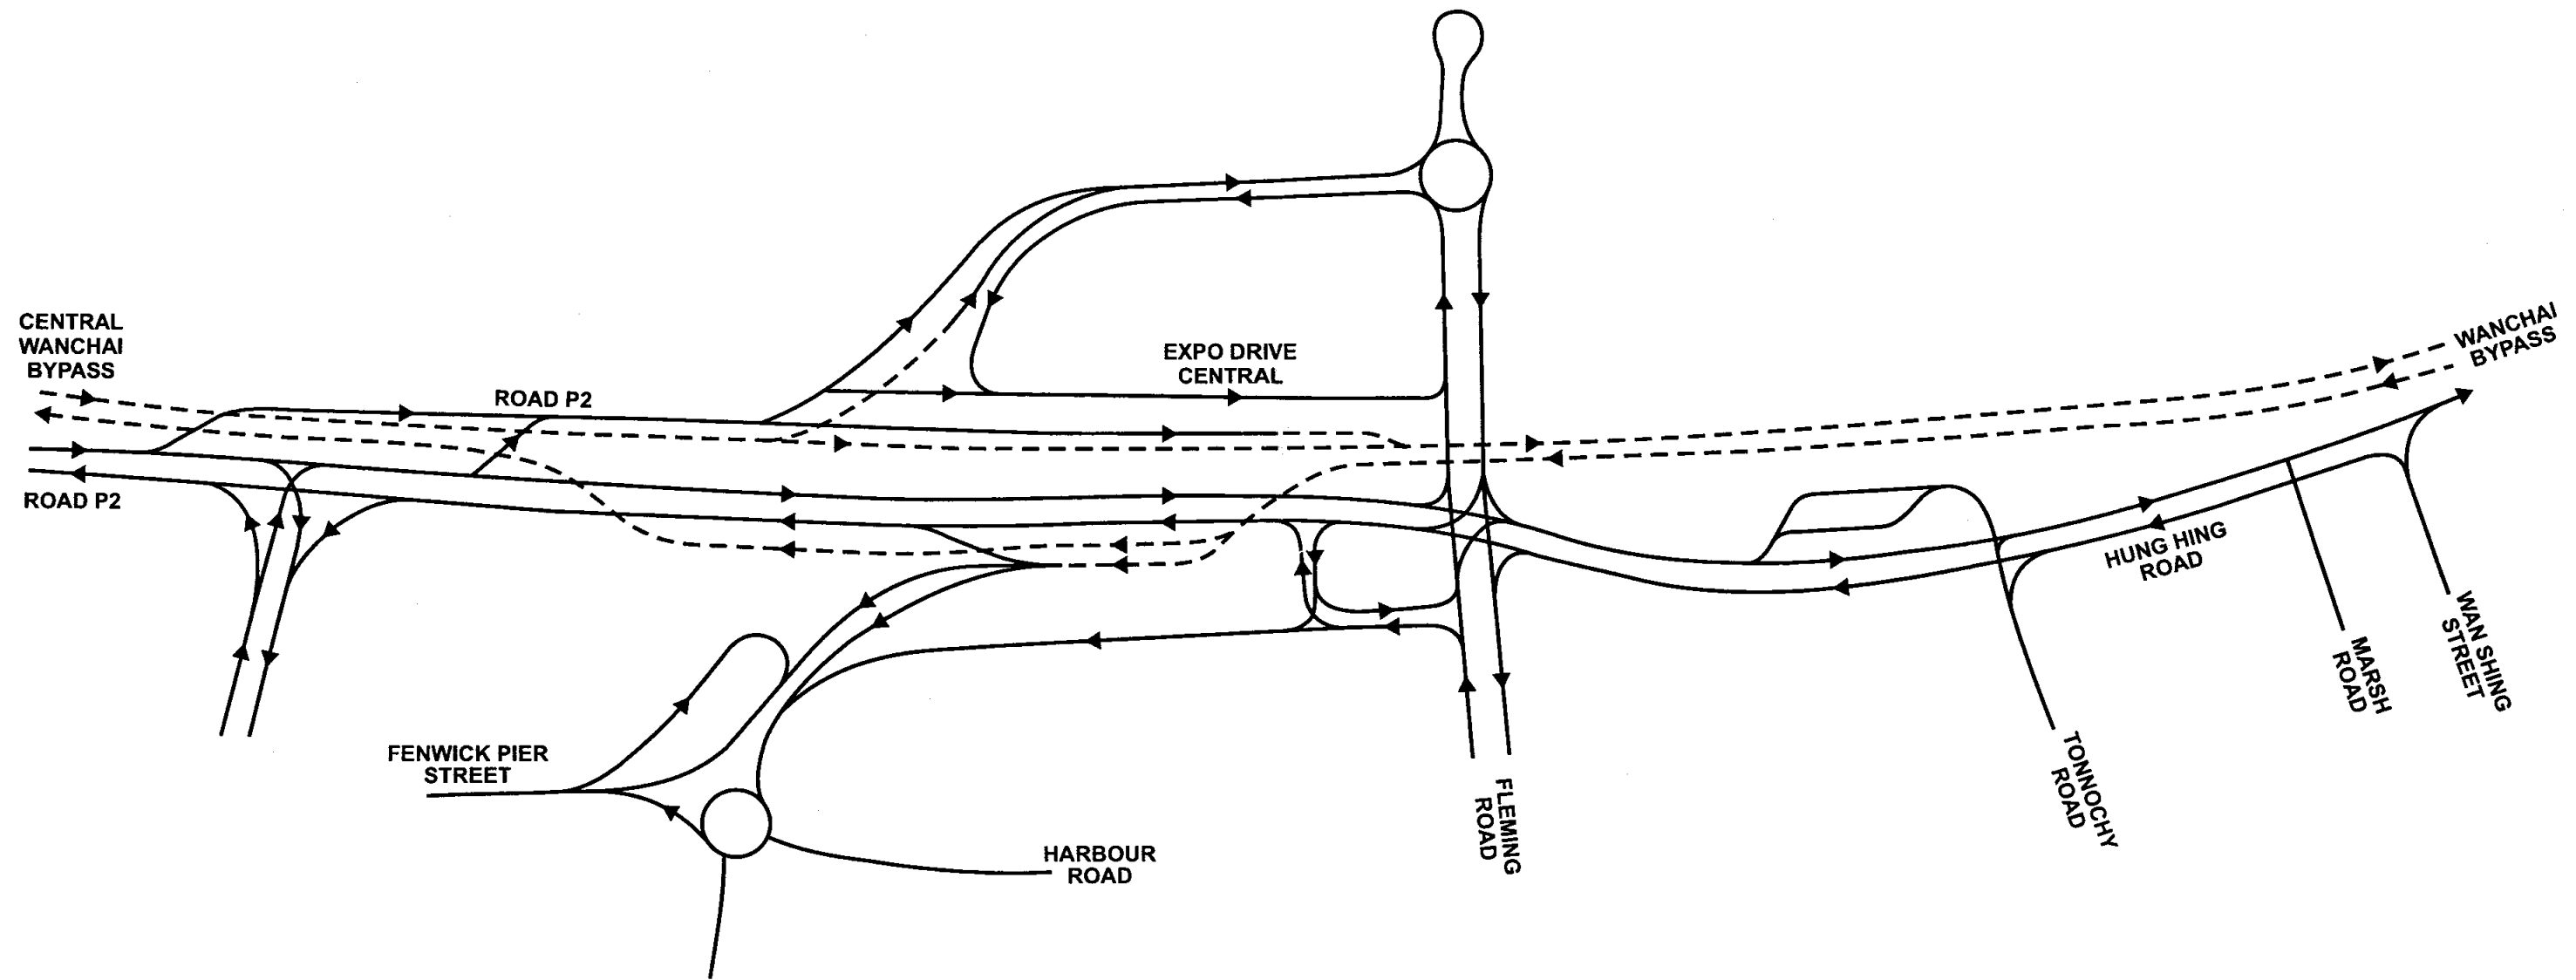 CENTRAL
WANCHAI
BYPASS
ROAD P2
ROAD P2
EXPO DRIVE
CENTRAL
WANCHAI
BYPASS
HUNG HING
ROAD
WAN SHING
STREET
MARSH
ROAD
TONNOCHY
ROAD
FLEMING
ROAD
FENWICK PIER
STREET
HARBOUR
ROAD